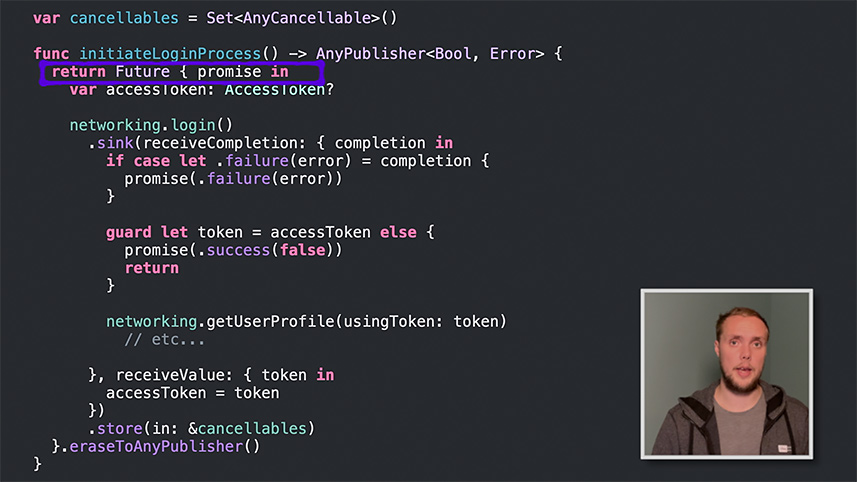 var cancellables = Set<AnyCancellable>()
func initiateLoginProcess() -> AnyPublisher<Bool, Error> {
return Future { promise in
var accessToken: AccessToken?
networking.login()
.sink(receiveCompletion: { completion in
if case let .failure(error) = completion {
promise(.failure(error))
}
guard let token = accessToken else {
promise(.success(false))
return
}
networking.getUserProfile(usingToken: token)
// etc...
}, receiveValue: { token in
accessToken = token
})
.store(in: &cancellables)
}.eraseToAnyPublisher()
}